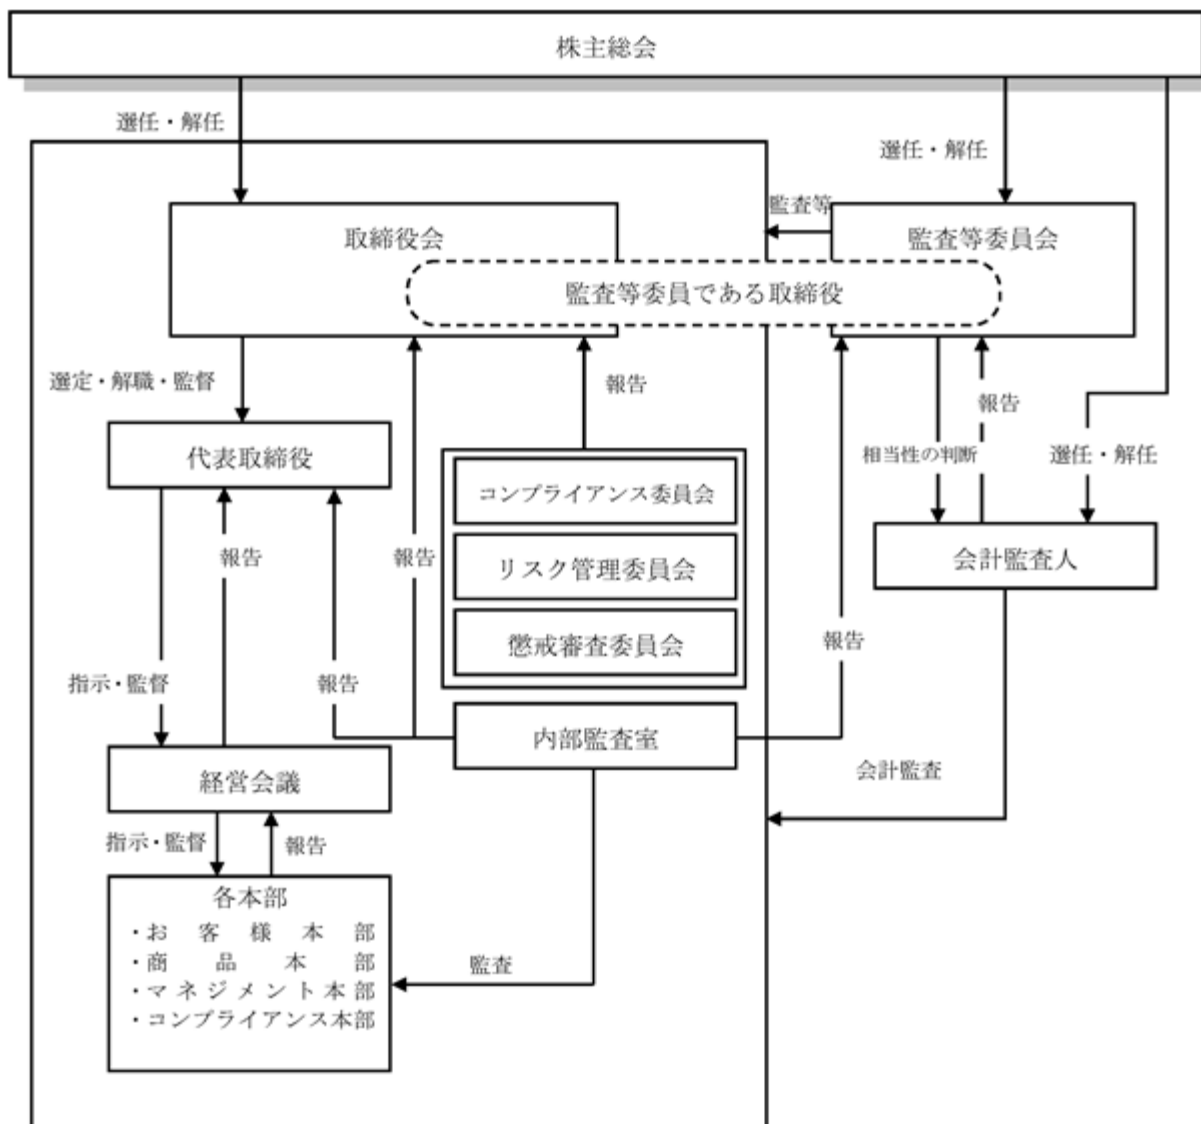 株主総会
選任・解任
選任・解任
監査等
取締役会
監査等委員会
監査等委員である取締役
選定・解職・監督
報告
報告
代表取締役
相当性の判断
選任・解任
コンプライアンス委員会
報告
報告
リスク管理委員会
会計監査人
懲戒審査委員会
報告
指示・監督
報告
内部監査室
経営会議
会計監査
指示・監督
報告
各本部
・お客様本部
・商品本部
・マネジメント本部
・コンプライアンス本部
監査